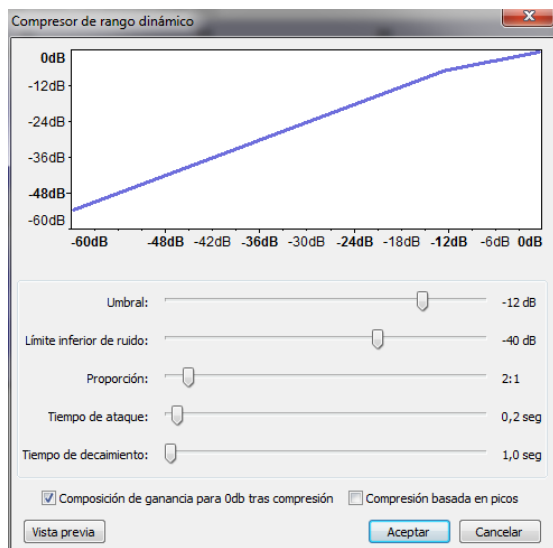 Compresor de rango dinámico
0dB
-12dB
-24dB
-36dB
-48dB
-60dB
-60dB -48dB -42dB -36dB -30dB -24dB -18dB -12dB -6dB 0dB
Umbral: -12 dB
Límite inferior de ruido: -40 dB
Proporción: 2:1
Tiempo de ataque: 0,2 seg
Tiempo de decaimiento: 1,0 seg
Composición de ganancia para 0db tras compresión Compresión basada en picos
Vista previa Aceptar Cancelar